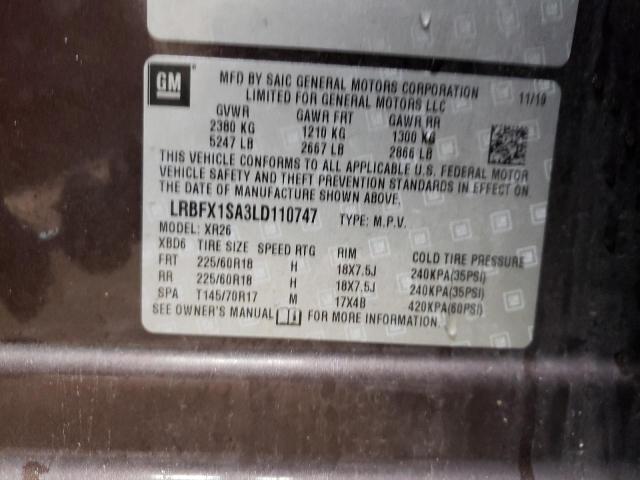 GM
MFD BY SAIC GENERAL MOTORS CORPORATION
LIMITED FOR GENERAL MOTORS LLC 11/19
GVWR GAWR FRT GAWR RR
2380 KG 1210 KG 1300 KG
5247 LB 2667 LB 2866 LB
THIS VEHICLE CONFORMS TO ALL APPLICABLE U.S. FEDERAL MOTOR
VEHICLE SAFETY AND THEFT PREVENTION STANDARDS IN EFFECT ON
THE DATE OF MANUFACTURE SHOWN ABOVE.
LRBFX1SA3LD110747 TYPE: M.P.V.
MODEL: XR26
XBD6 TIRE SIZE SPEED RTG RIM COLD TIRE PRESSURE
FRT 225/60R18 H 18X7.5J 240KPA(35PSI)
RR 225/60R18 H 18X7.5J 240KPA(35PSI)
SPA T145/70R17 M 17X4B 420KPA(60PSI)
SEE OWNER'S MANUAL FOR MORE INFORMATION.